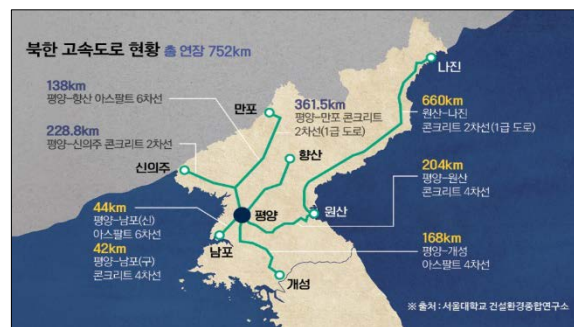 북한 고속도로 현황 총 연장 752km
138km
평양-향산 아스팔트 6차선
228.8km
평양-신의주 콘크리트 2차선
만포
361.5km
평양-만포 콘크리트
2차선(1급 도로)
나진
660km
원산-나진
콘크리트 2차선(1급 도로)
향산
신의주
204km
평양-원산
콘크리트 4차선
44km
평양-남포(신)
아스팔트 6차선
42km
평양-남포(구)
콘크리트 4차선
평양
원산
남포
168km
평양-개성
아스팔트 4차선
개성
※ 출처 : 서울대학교 건설환경종합연구소